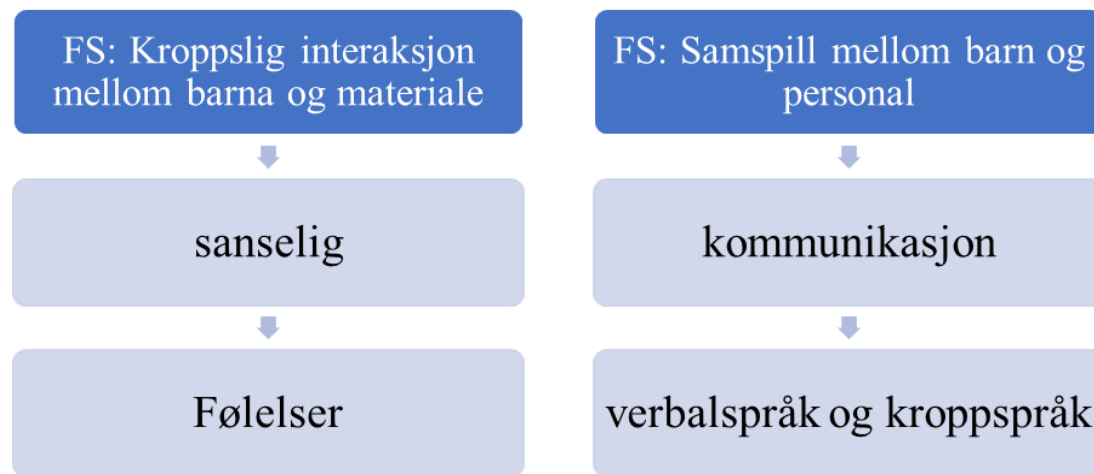 FS: Kroppslig interaksjon
mellom barna og materiale
sanselig
Følelser
FS: Samspill mellom barn og
personal
kommunikasjon
verbalspråk og kroppspråk